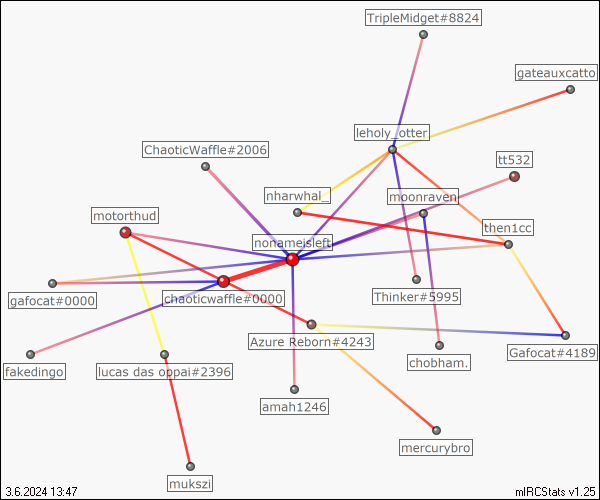 TripleMidget#8824
gateauxcatto
leholy_otter
ChaoticWaffle#2006
tt532
nharwhal_
moonraven
motorthud
then1cc
nonameisleft
Thinker#5995
gafocat#0000
chaoticwaffle#0000
Azure Reborn#4243
Gafocat#4189
chobham.
fakedingo
lucas das oppai#2396
amah1246
mercurybro
mukszi
3.6.2024 13:47
mIRCStats v1.25